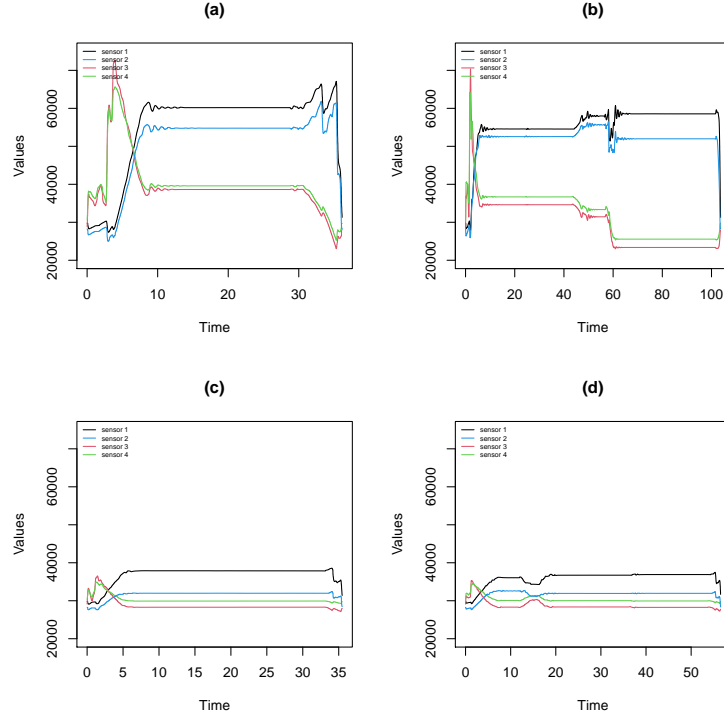 (a)
sensor 1
sensor 2
sensor 3
sensor 4
Values
20000
40000
60000
0
10
20
30
Time
(b)
sensor 1
sensor 2
sensor 3
sensor 4
Values
20000
40000
60000
0
20
40
60
80
100
Time
(c)
sensor 1
sensor 2
sensor 3
sensor 4
Values
20000
40000
60000
0
5
10
15
20
25
30
35
Time
(d)
sensor 1
sensor 2
sensor 3
sensor 4
Values
20000
40000
60000
0
10
20
30
40
50
Time